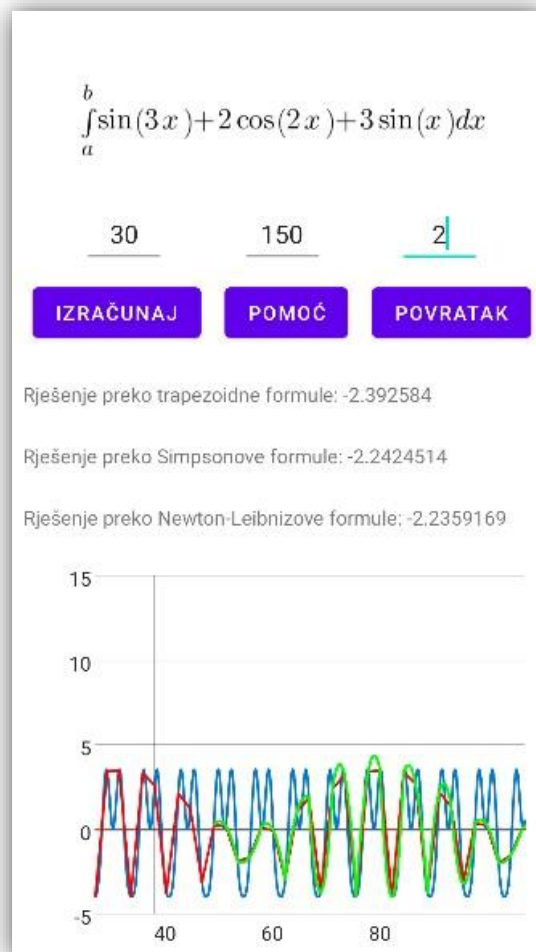 b
∫sin(3x)+2cos(2x)+3sin(x)dx
a
30 150 2
IZRAČUNAJ POMOĆ POVRATAK
Rješenje preko trapezoidne formule: -2.392584
Rješenje preko Simpsonove formule: -2.2424514
Rješenje preko Newton-Leibnizove formule: -2.2359169
15
10
5
0
-5
40 60 80